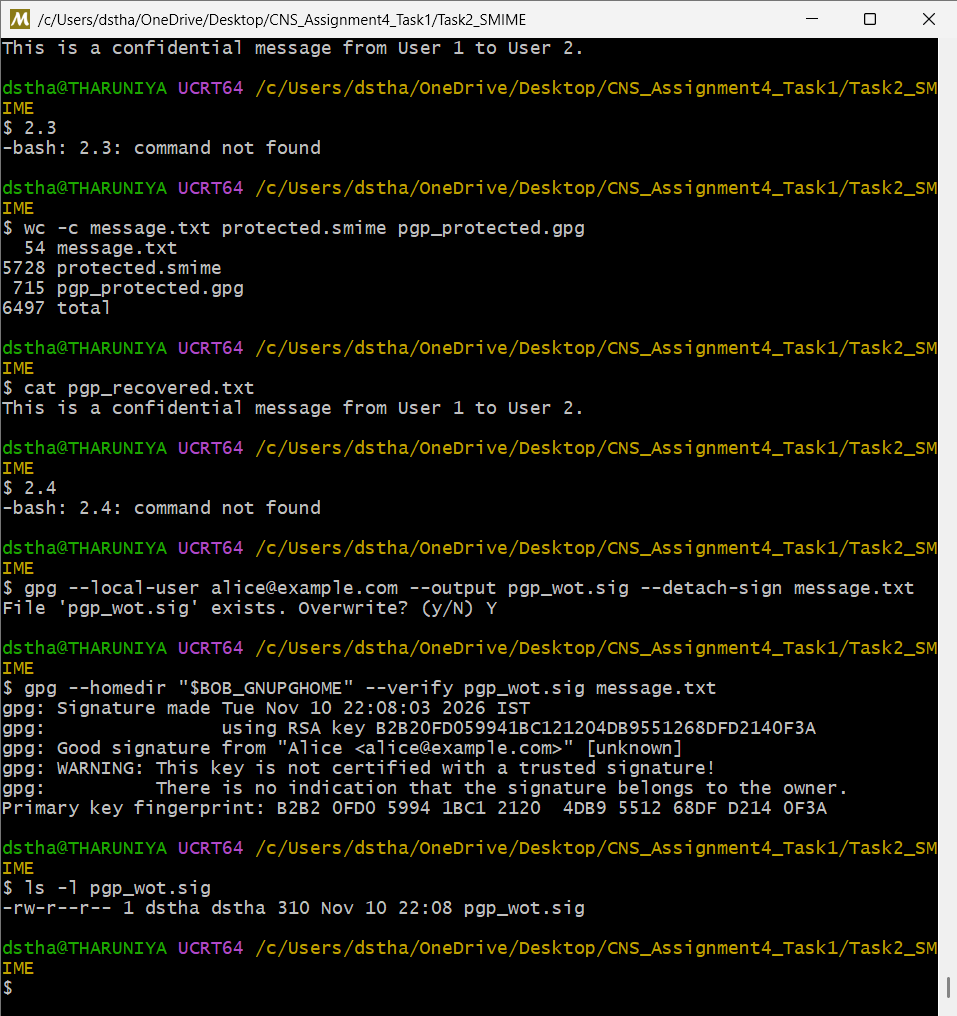 /c/Users/dstha/OneDrive/Desktop/CNS_Assignment4_Task1/Task2_SMIME
This is a confidential message from User 1 to User 2.
dstha@THARUNIYA UCRT64 /c/Users/dstha/OneDrive/Desktop/CNS_Assignment4_Task1/Task2_SM
IME
$ 2.3
-bash: 2.3: command not found
dstha@THARUNIYA UCRT64 /c/Users/dstha/OneDrive/Desktop/CNS_Assignment4_Task1/Task2_SM
IME
$ wc -c message.txt protected.smime pgp_protected.gpg
  54 message.txt
5728 protected.smime
 715 pgp_protected.gpg
6497 total
dstha@THARUNIYA UCRT64 /c/Users/dstha/OneDrive/Desktop/CNS_Assignment4_Task1/Task2_SM
IME
$ cat pgp_recovered.txt
This is a confidential message from User 1 to User 2.
dstha@THARUNIYA UCRT64 /c/Users/dstha/OneDrive/Desktop/CNS_Assignment4_Task1/Task2_SM
IME
$ 2.4
-bash: 2.4: command not found
dstha@THARUNIYA UCRT64 /c/Users/dstha/OneDrive/Desktop/CNS_Assignment4_Task1/Task2_SM
IME
$ gpg --local-user alice@example.com --output pgp_wot.sig --detach-sign message.txt
File 'pgp_wot.sig' exists. Overwrite? (y/N) Y
dstha@THARUNIYA UCRT64 /c/Users/dstha/OneDrive/Desktop/CNS_Assignment4_Task1/Task2_SM
IME
$ gpg --homedir "$BOB_GNUPGHOME" --verify pgp_wot.sig message.txt
gpg: Signature made Tue Nov 10 22:08:03 2026 IST
gpg:                using RSA key B2B20FD059941BC121204DB9551268DFD2140F3A
gpg: Good signature from "Alice <alice@example.com>" [unknown]
gpg: WARNING: This key is not certified with a trusted signature!
gpg:          There is no indication that the signature belongs to the owner.
Primary key fingerprint: B2B2 0FD0 5994 1BC1 2120  4DB9 5512 68DF D214 0F3A
dstha@THARUNIYA UCRT64 /c/Users/dstha/OneDrive/Desktop/CNS_Assignment4_Task1/Task2_SM
IME
$ ls -l pgp_wot.sig
-rw-r--r-- 1 dstha dstha 310 Nov 10 22:08 pgp_wot.sig
dstha@THARUNIYA UCRT64 /c/Users/dstha/OneDrive/Desktop/CNS_Assignment4_Task1/Task2_SM
IME
$